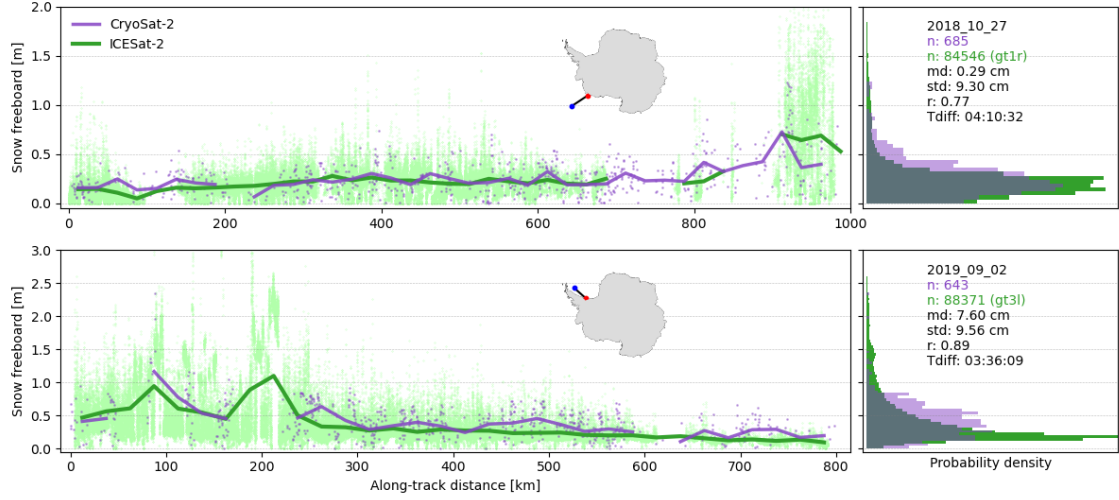 2.0
1.5
1.0
0.5
0.0
Snow freeboard [m]
CryoSat-2
ICESat-2
0
200
400
600
800
1000
2018_10_27
n: 685
n: 84546 (gt1r)
md: 0.29 cm
std: 9.30 cm
r: 0.77
Tdiff: 04:10:32
3.0
2.5
2.0
1.5
1.0
0.5
0.0
Snow freeboard [m]
0
100
200
300
400
500
600
700
800
Along-track distance [km]
2019_09_02
n: 643
n: 88371 (gt3l)
md: 7.60 cm
std: 9.56 cm
r: 0.89
Tdiff: 03:36:09
Probability density